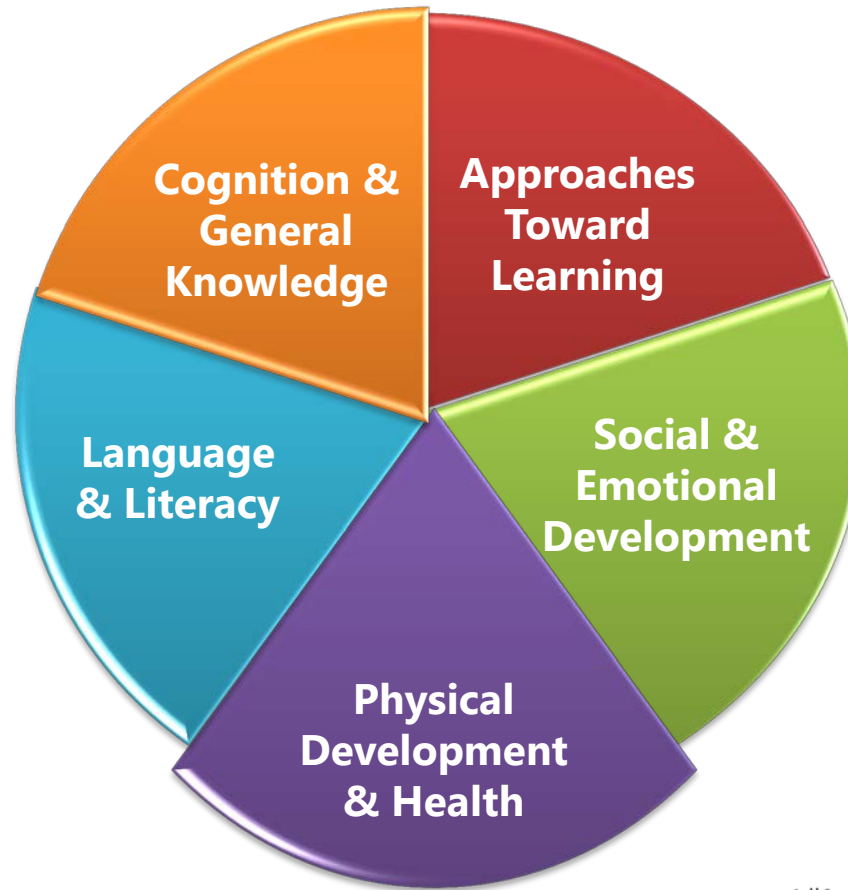 Cognition &
General
Knowledge
Approaches
Toward
Learning
Social &
Emotional
Development
Physical
Development
& Health
Language
& Literacy